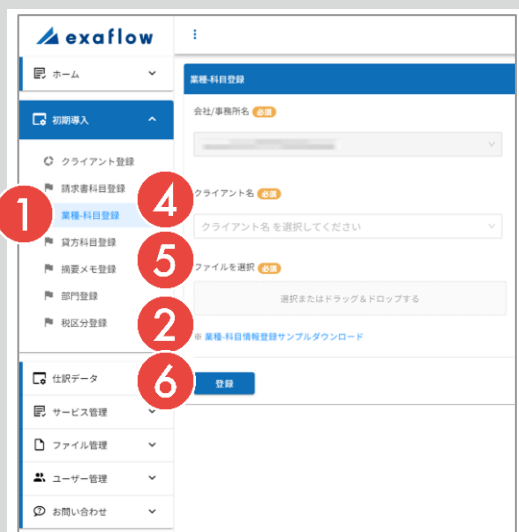 exaflow
ホーム
初期導入
クライアント登録
請求書科目登録
業種-科目登録
貸方科目登録
摘要メモ登録
部門登録
税区分登録
仕訳データ
サービス管理
ファイル管理
ユーザー管理
お問い合わせ
1
業種-科目登録
会社/事務所名 必須
4
クライアント名 必須
クライアント名 を選択してください
5
ファイルを選択 必須
選択またはドラッグ&ドロップする
2
※ 業種-科目情報登録サンプルダウンロード
6
登録